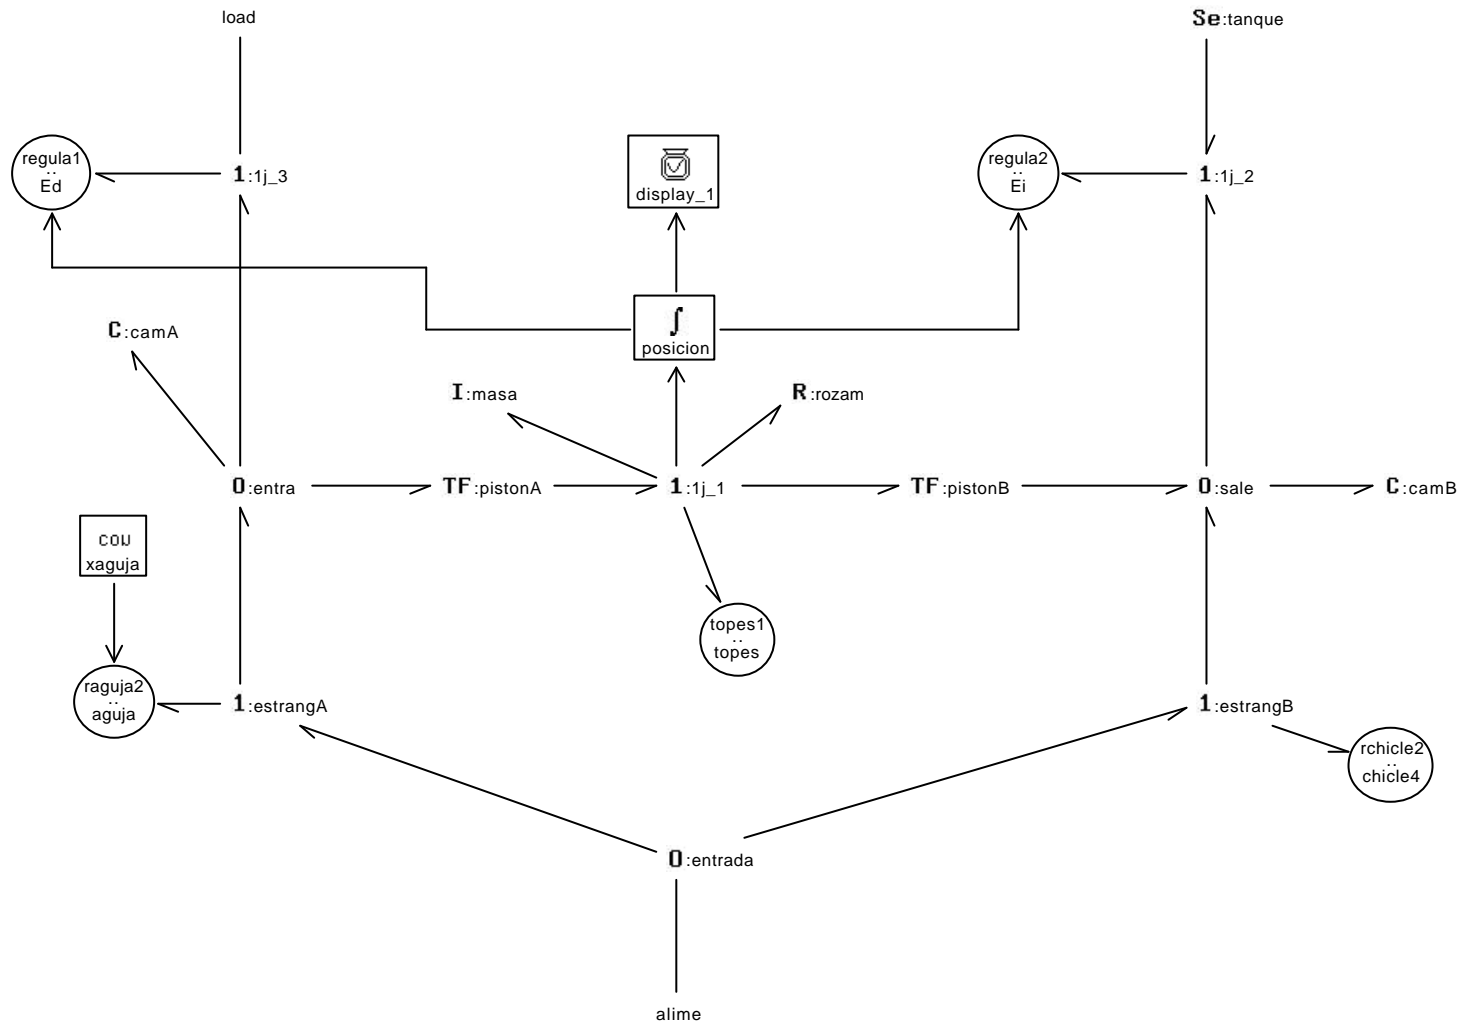 load
Se:tanque
regula1
..
Ed
1:1j_3
display_1
regula2
..
Ei
1:1j_2
C:camA
∫
posicion
I:masa
R:rozam
0:entra
TF:pistonA
1:1j_1
TF:pistonB
0:sale
C:camB
con
xaguja
topes1
..
topes
raguja2
..
aguja
1:estrangA
1:estrangB
rchicle2
..
chicle4
0:entrada
alime